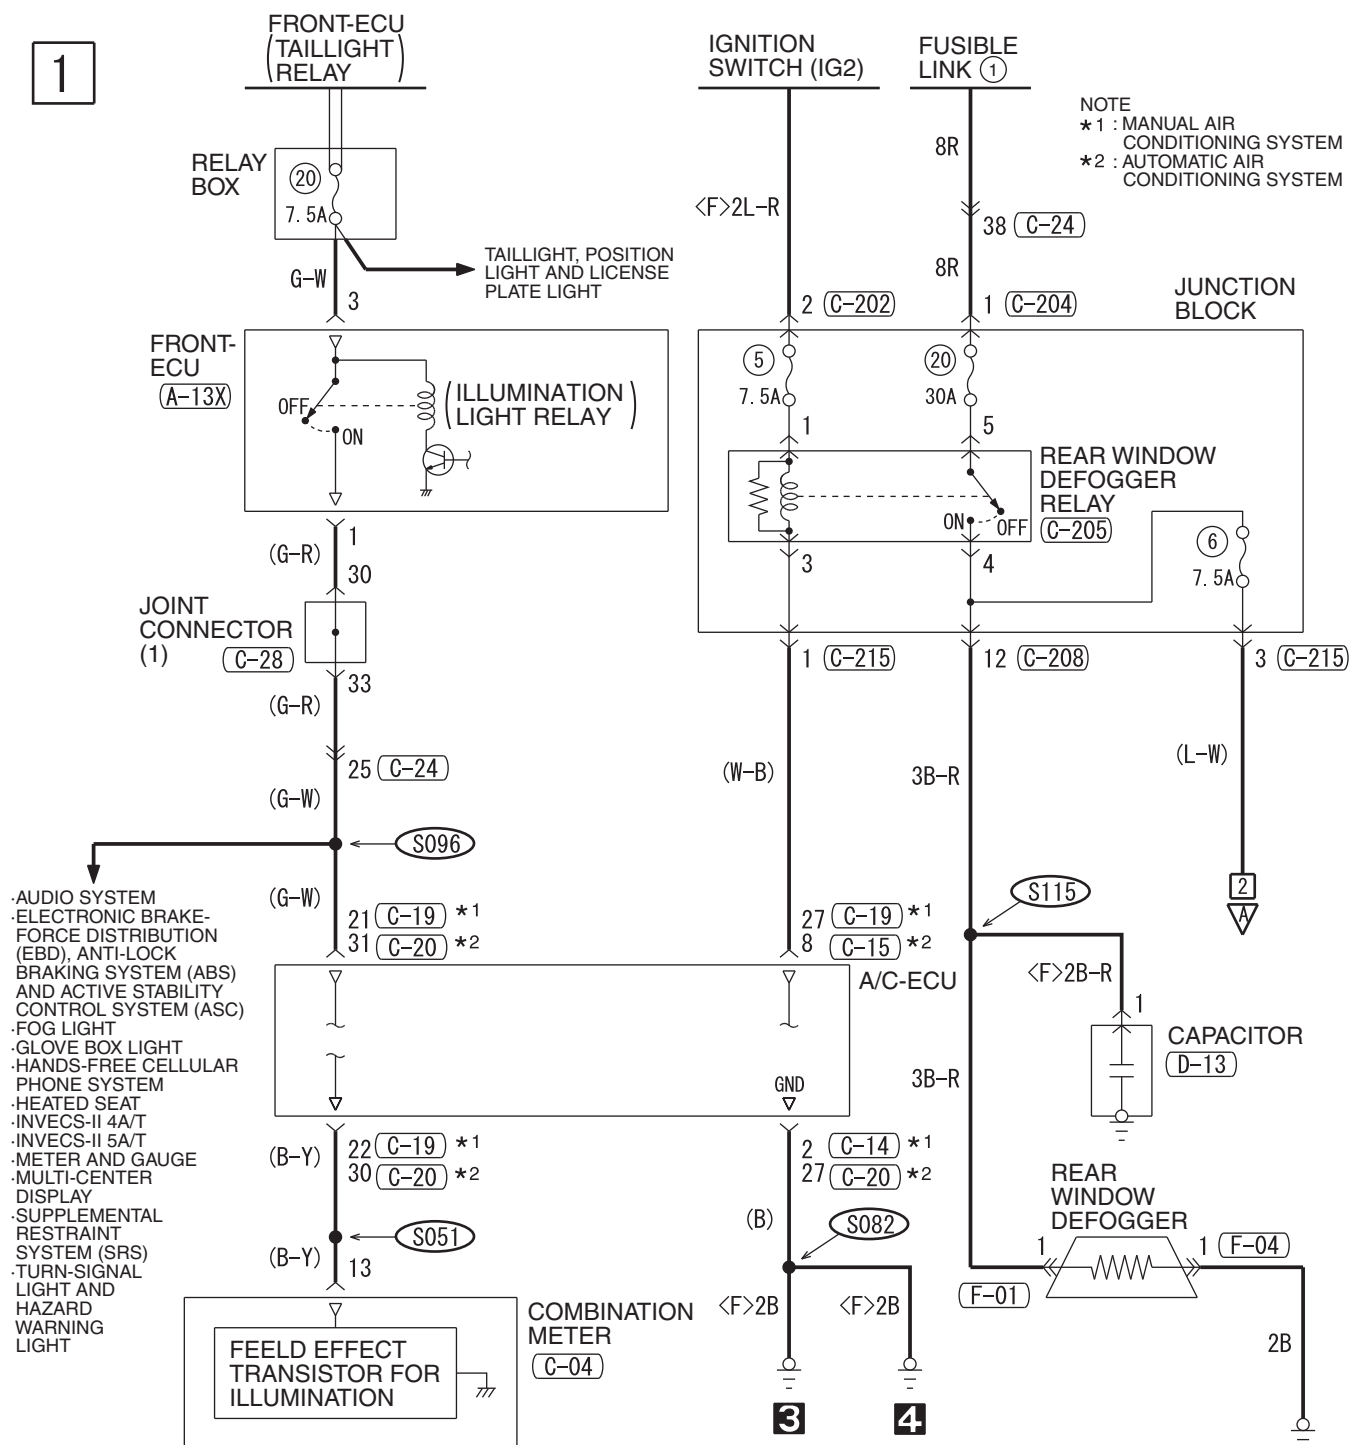 1
FRONT-ECU
(TAILLIGHT
RELAY)
IGNITION
SWITCH (IG2)
FUSIBLE
LINK 1
NOTE
*1 : MANUAL AIR
CONDITIONING SYSTEM
*2 : AUTOMATIC AIR
CONDITIONING SYSTEM
RELAY
BOX
20
7.5A
8R
<F>2L-R
38 C-24
8R
TAILLIGHT, POSITION
LIGHT AND LICENSE
PLATE LIGHT
G-W
3
2 C-202
1 C-204
JUNCTION
BLOCK
FRONT-
ECU
A-13X
OFF
ON
(ILLUMINATION
LIGHT RELAY)
5
7.5A
20
30A
1
5
REAR WINDOW
DEFOGGER
RELAY
C-205
ON
OFF
6
7.5A
3
4
1
(G-R)
30
JOINT
CONNECTOR
(1)
C-28
33
(G-R)
1 C-215
12 C-208
3 C-215
25 C-24
(G-W)
(W-B)
3B-R
(L-W)
S096
(G-W)
·AUDIO SYSTEM
·ELECTRONIC BRAKE-
FORCE DISTRIBUTION
(EBD), ANTI-LOCK
BRAKING SYSTEM (ABS)
AND ACTIVE STABILITY
CONTROL SYSTEM (ASC)
·FOG LIGHT
·GLOVE BOX LIGHT
·HANDS-FREE CELLULAR
PHONE SYSTEM
·HEATED SEAT
·INVECS-II 4A/T
·INVECS-II 5A/T
·METER AND GAUGE
·MULTI-CENTER
DISPLAY
·SUPPLEMENTAL
RESTRAINT
SYSTEM (SRS)
·TURN-SIGNAL
LIGHT AND
HAZARD
WARNING
LIGHT
21 C-19 *1
31 C-20 *2
27 C-19 *1
8 C-15 *2
S115
2
A
A/C-ECU
<F>2B-R
1
CAPACITOR
D-13
GND
3B-R
(B-Y)
22 C-19 *1
30 C-20 *2
2 C-14 *1
27 C-20 *2
S051
(B)
S082
(B-Y)
13
REAR
WINDOW
DEFOGGER
1
1 F-04
F-01
<F>2B
<F>2B
2B
COMBINATION
METER
C-04
FEELD EFFECT
TRANSISTOR FOR
ILLUMINATION
3
4